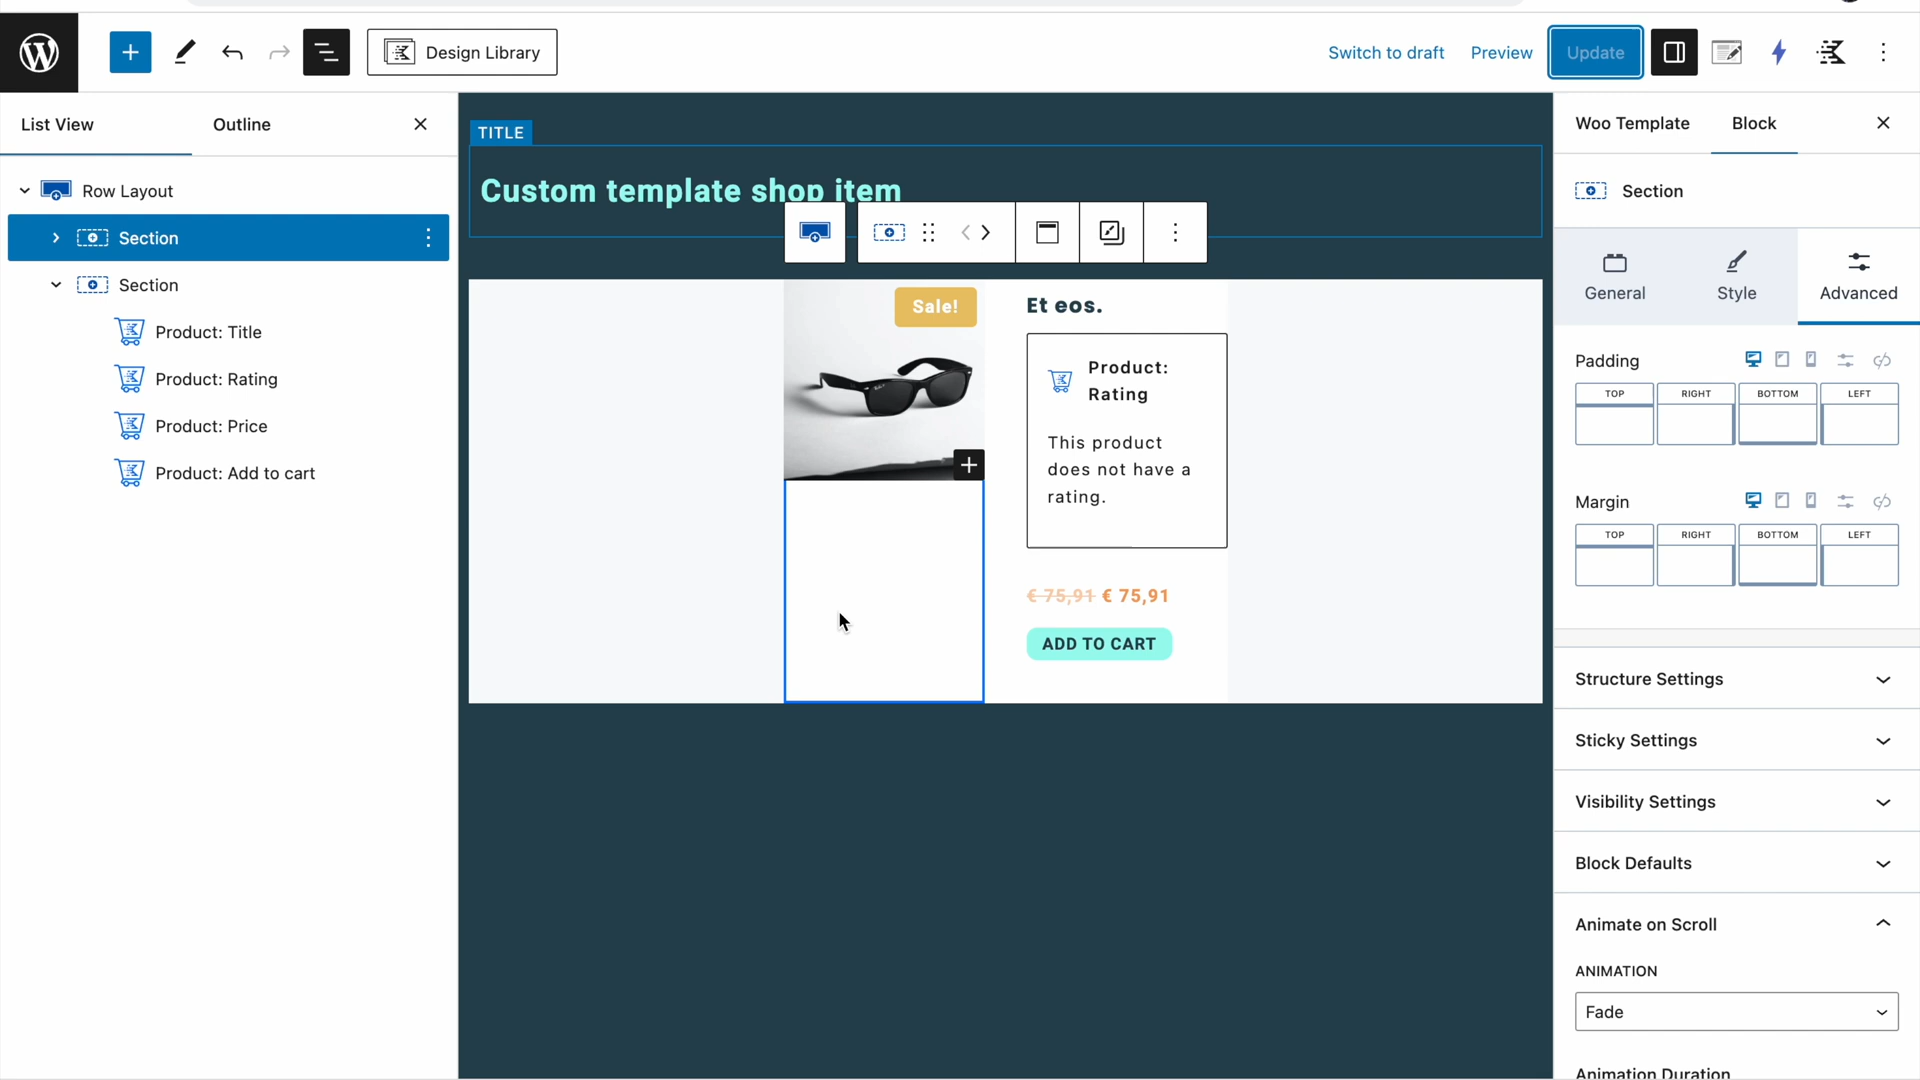 Design Library
Switch to draft
Preview
Update
List View
Outline
Row Layout
Section
Section
Product: Title
Product: Rating
Product: Price
Product: Add to cart
TITLE
Custom template shop item
Sale!
Et eos.
Product:
Rating
This product
does not have a
rating.
€ 75,91 € 75,91
ADD TO CART
Woo Template
Block
Section
General
Style
Advanced
Padding
TOP
RIGHT
BOTTOM
LEFT
Margin
TOP
RIGHT
BOTTOM
LEFT
Structure Settings
Sticky Settings
Visibility Settings
Block Defaults
Animate on Scroll
ANIMATION
Fade
Animation Duration